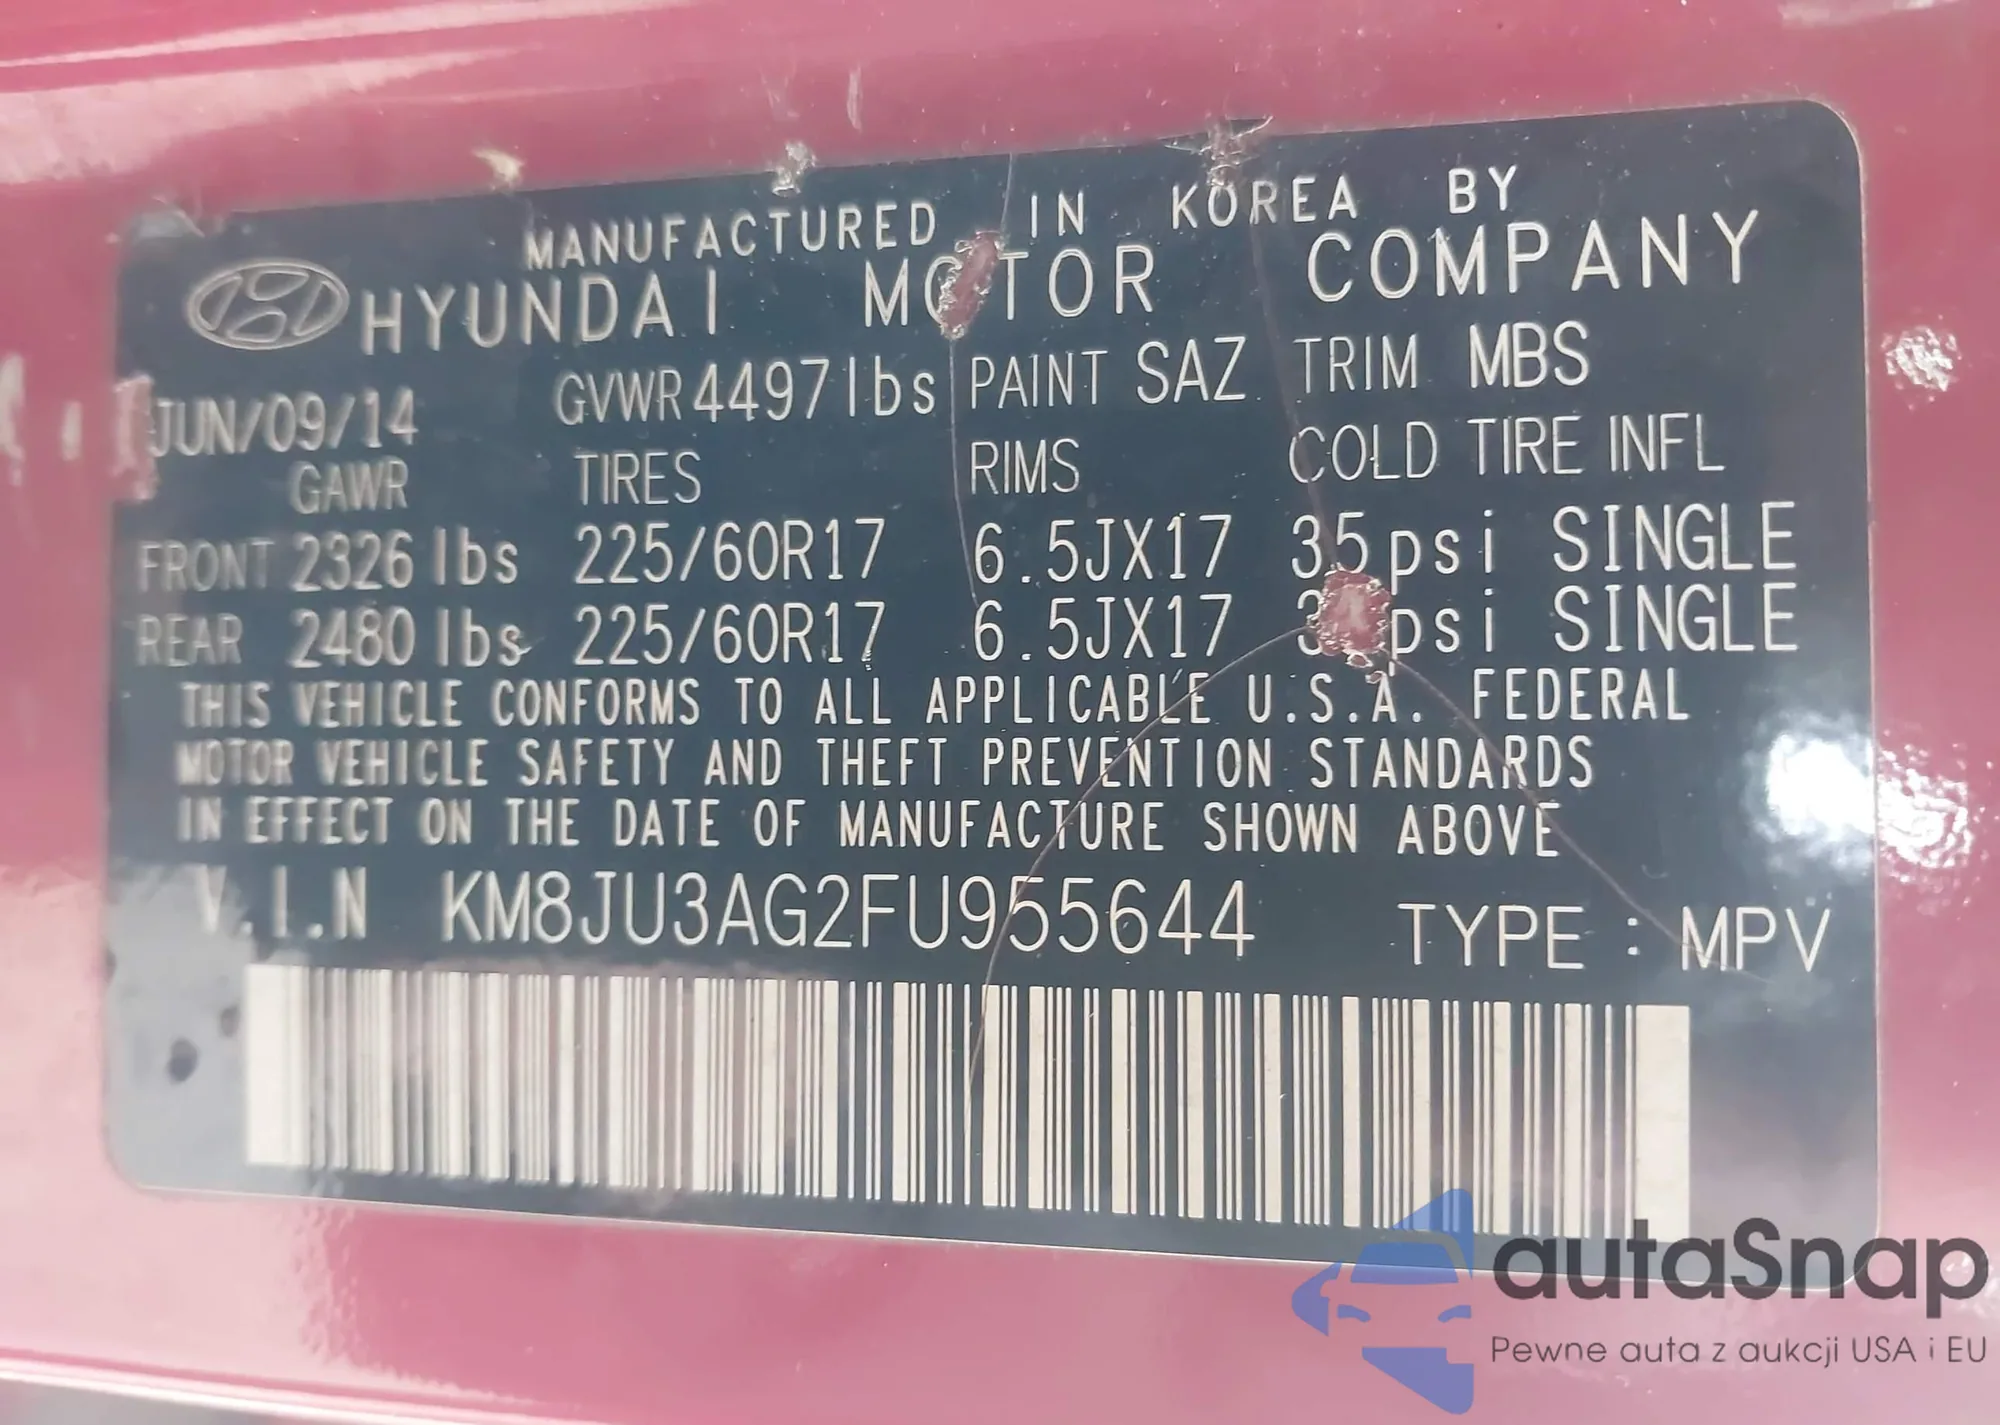 MANUFACTURED IN KOREA BY
HYUNDAI MOTOR COMPANY
JUN/09/14 GVWR 4497lbs PAINT SAZ TRIM MBS
GAWR TIRES RIMS COLD TIRE INFL
FRONT 2326 lbs 225/60R17 6.5JX17 35psi SINGLE
REAR 2480 lbs 225/60R17 6.5JX17 psi SINGLE
THIS VEHICLE CONFORMS TO ALL APPLICABLE U.S.A. FEDERAL
MOTOR VEHICLE SAFETY AND THEFT PREVENTION STANDARDS
IN EFFECT ON THE DATE OF MANUFACTURE SHOWN ABOVE
V.I.N KM8JU3AG2FU955644 TYPE : MPV
autaSnap
Pewne auta z aukcji USA i EU